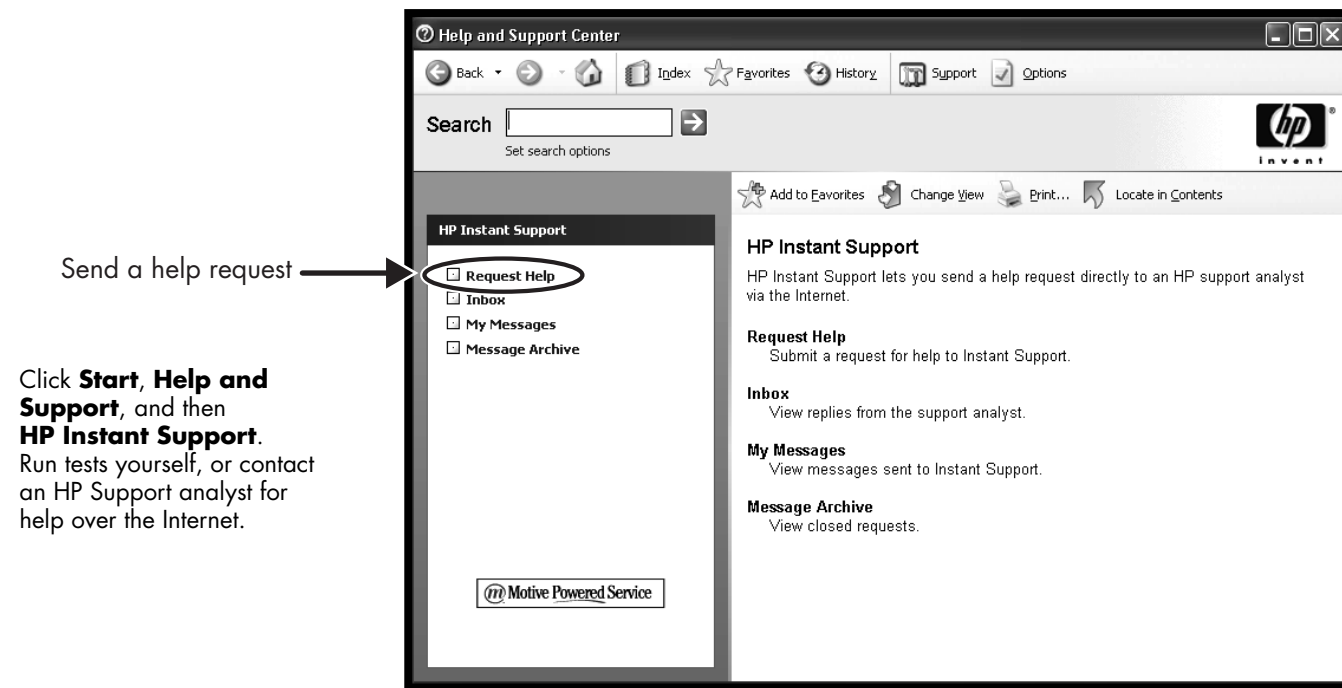 Help and Support Center
Back
Index
Favorites
History
Support
Options
Search
Set search options
hp
®
invent
Add to Favorites
Change View
Print...
Locate in Contents
HP Instant Support
Request Help
Inbox
My Messages
Message Archive
Motive Powered Service
HP Instant Support
HP Instant Support lets you send a help request directly to an HP support analyst
via the Internet.
Request Help
Submit a request for help to Instant Support.
Inbox
View replies from the support analyst.
My Messages
View messages sent to Instant Support.
Message Archive
View closed requests.
Send a help request
Click Start, Help and
Support, and then
HP Instant Support.
Run tests yourself, or contact
an HP Support analyst for
help over the Internet.